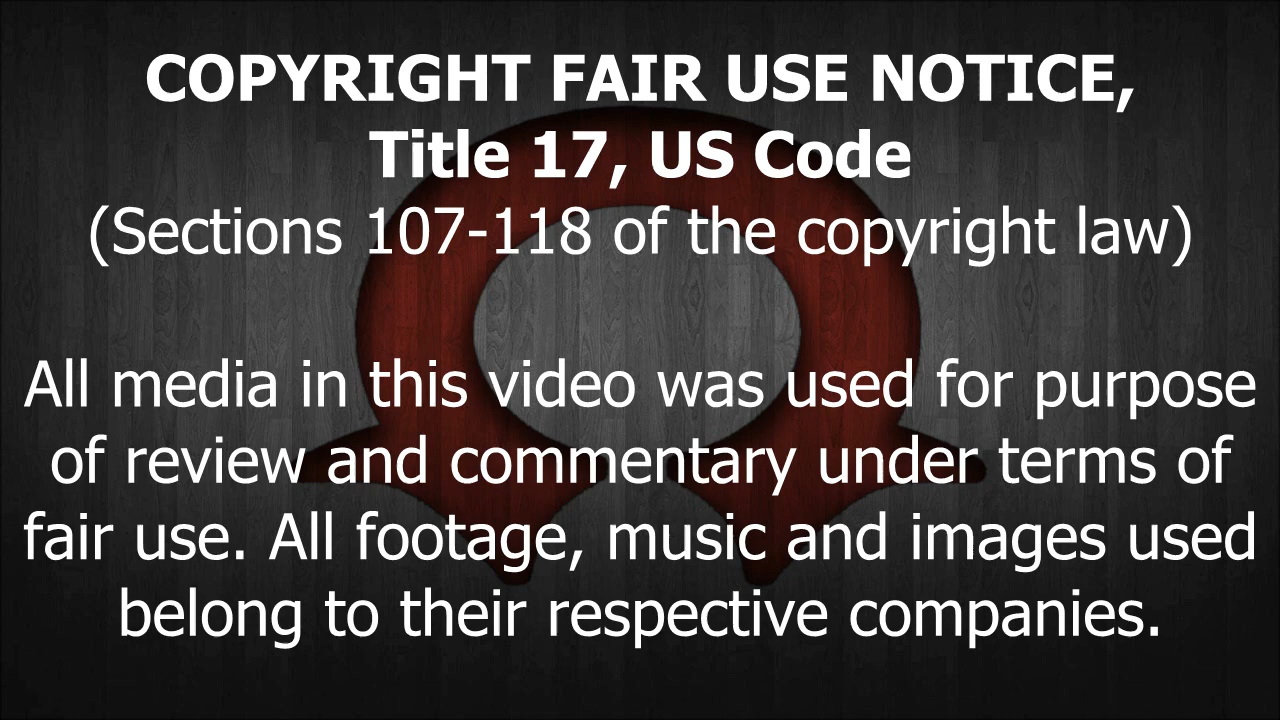 COPYRIGHT FAIR USE NOTICE,
Title 17, US Code
(Sections 107-118 of the copyright law)
All media in this video was used for purpose
of review and commentary under terms of
fair use. All footage, music and images used
belong to their respective companies.